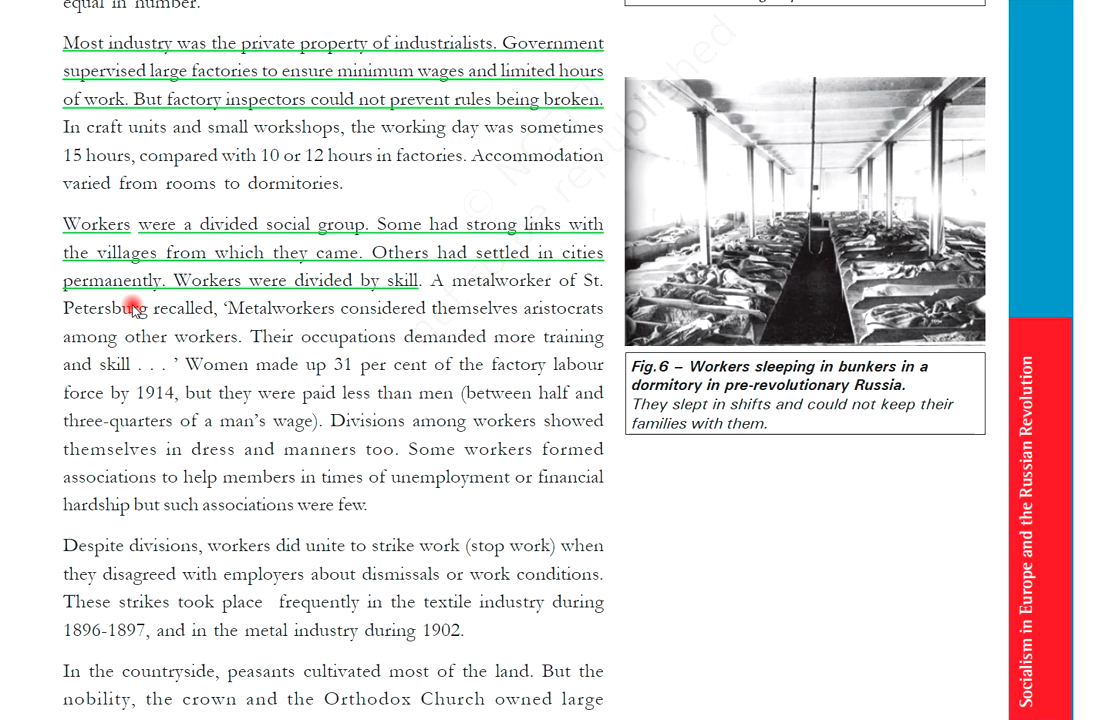 equal in number.
Most industry was the private property of industrialists. Government
supervised large factories to ensure minimum wages and limited hours
of work. But factory inspectors could not prevent rules being broken.
In craft units and small workshops, the working day was sometimes
15 hours, compared with 10 or 12 hours in factories. Accommodation
varied from rooms to dormitories.
Workers were a divided social group. Some had strong links with
the villages from which they came. Others had settled in cities
permanently. Workers were divided by skill. A metalworker of St.
Petersburg recalled, ‘Metalworkers considered themselves aristocrats
among other workers. Their occupations demanded more training
and skill . . . ’ Women made up 31 per cent of the factory labour
force by 1914, but they were paid less than men (between half and
three-quarters of a man’s wage). Divisions among workers showed
themselves in dress and manners too. Some workers formed
associations to help members in times of unemployment or financial
hardship but such associations were few.
Despite divisions, workers did unite to strike work (stop work) when
they disagreed with employers about dismissals or work conditions.
These strikes took place frequently in the textile industry during
1896-1897, and in the metal industry during 1902.
In the countryside, peasants cultivated most of the land. But the
nobility, the crown and the Orthodox Church owned large
Fig.6 – Workers sleeping in bunkers in a
dormitory in pre-revolutionary Russia.
They slept in shifts and could not keep their
families with them.
Socialism in Europe and the Russian Revolution